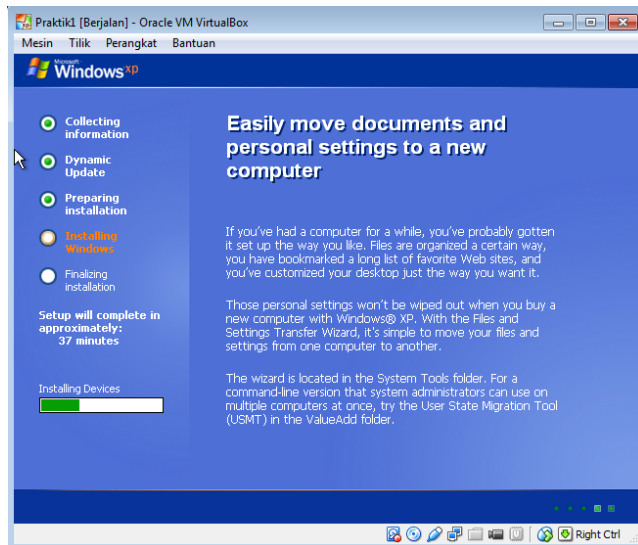 Praktik1 [Berjalan] - Oracle VM VirtualBox
Mesin Tilik Perangkat Bantuan
Microsoft
Windows xp
Collecting
information
Dynamic
Update
Preparing
installation
Installing
Windows
Finalizing
installation
Setup will complete in
approximately:
37 minutes
Installing Devices
Easily move documents and
personal settings to a new
computer
If you've had a computer for a while, you've probably gotten
it set up the way you like. Files are organized a certain way,
you have bookmarked a long list of favorite Web sites, and
you've customized your desktop just the way you want it.
Those personal settings won't be wiped out when you buy a
new computer with Windows® XP. With the Files and
Settings Transfer Wizard, it's simple to move your files and
settings from one computer to another.
The wizard is located in the System Tools folder. For a
command-line version that system administrators can use on
multiple computers at once, try the User State Migration Tool
(USMT) in the ValueAdd folder.
Right Ctrl